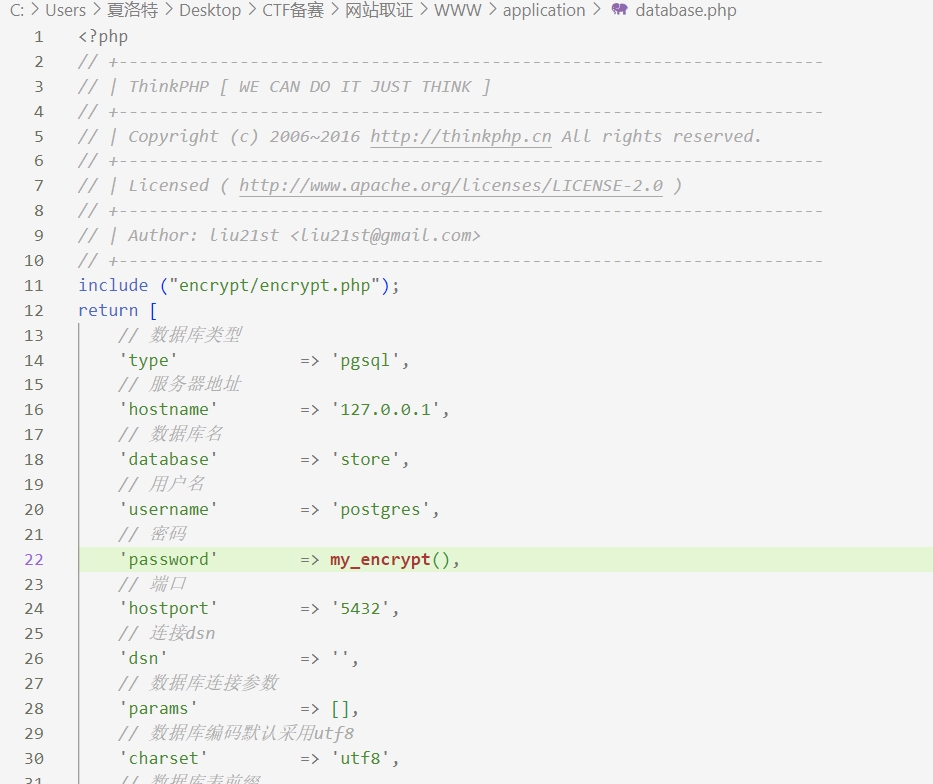 C: > Users > 夏洛特 > Desktop > CTF备赛 > 网站取证 > WWW > application > database.php
1 <?php
2 // +----------------------------------------------------------------------
3 // | ThinkPHP [ WE CAN DO IT JUST THINK ]
4 // +----------------------------------------------------------------------
5 // | Copyright (c) 2006~2016 http://thinkphp.cn All rights reserved.
6 // +----------------------------------------------------------------------
7 // | Licensed ( http://www.apache.org/licenses/LICENSE-2.0 )
8 // +----------------------------------------------------------------------
9 // | Author: liu21st <liu21st@gmail.com>
10 // +----------------------------------------------------------------------
11 include ("encrypt/encrypt.php");
12 return [
13 // 数据库类型
14 'type' => 'pgsql',
15 // 服务器地址
16 'hostname' => '127.0.0.1',
17 // 数据库名
18 'database' => 'store',
19 // 用户名
20 'username' => 'postgres',
21 // 密码
22 'password' => my_encrypt(),
23 // 端口
24 'hostport' => '5432',
25 // 连接dsn
26 'dsn' => '',
27 // 数据库连接参数
28 'params' => [],
29 // 数据库编码默认采用utf8
30 'charset' => 'utf8',
31 // 数据库表前缀